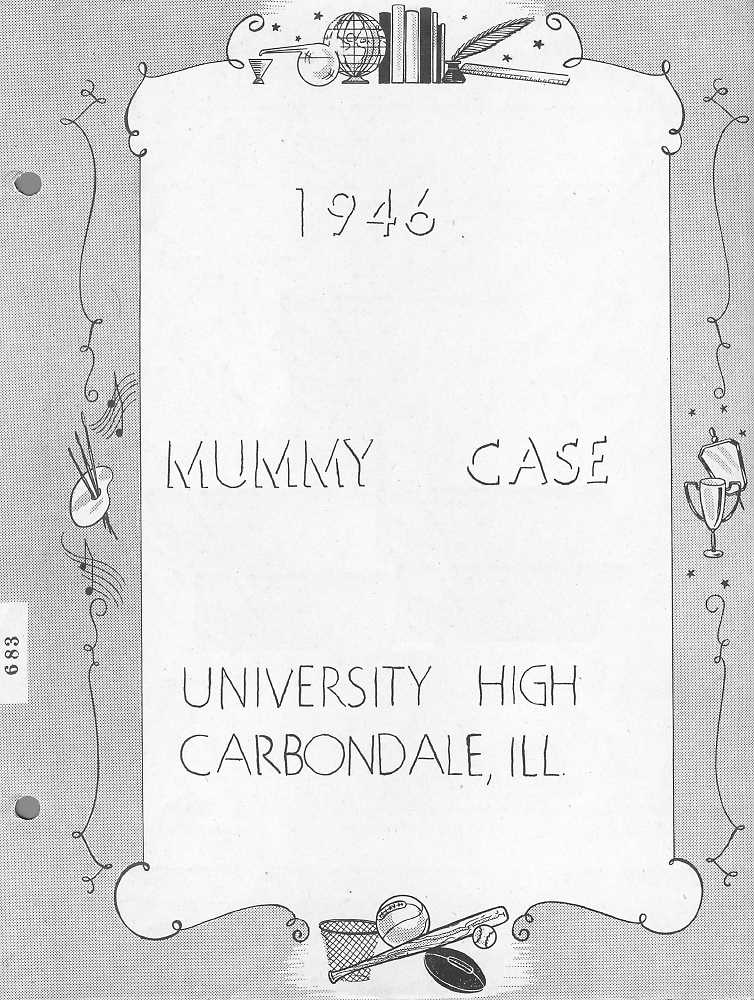 1946
MUMMY CASE
UNIVERSITY HIGH
CARBONDALE, ILL.
683